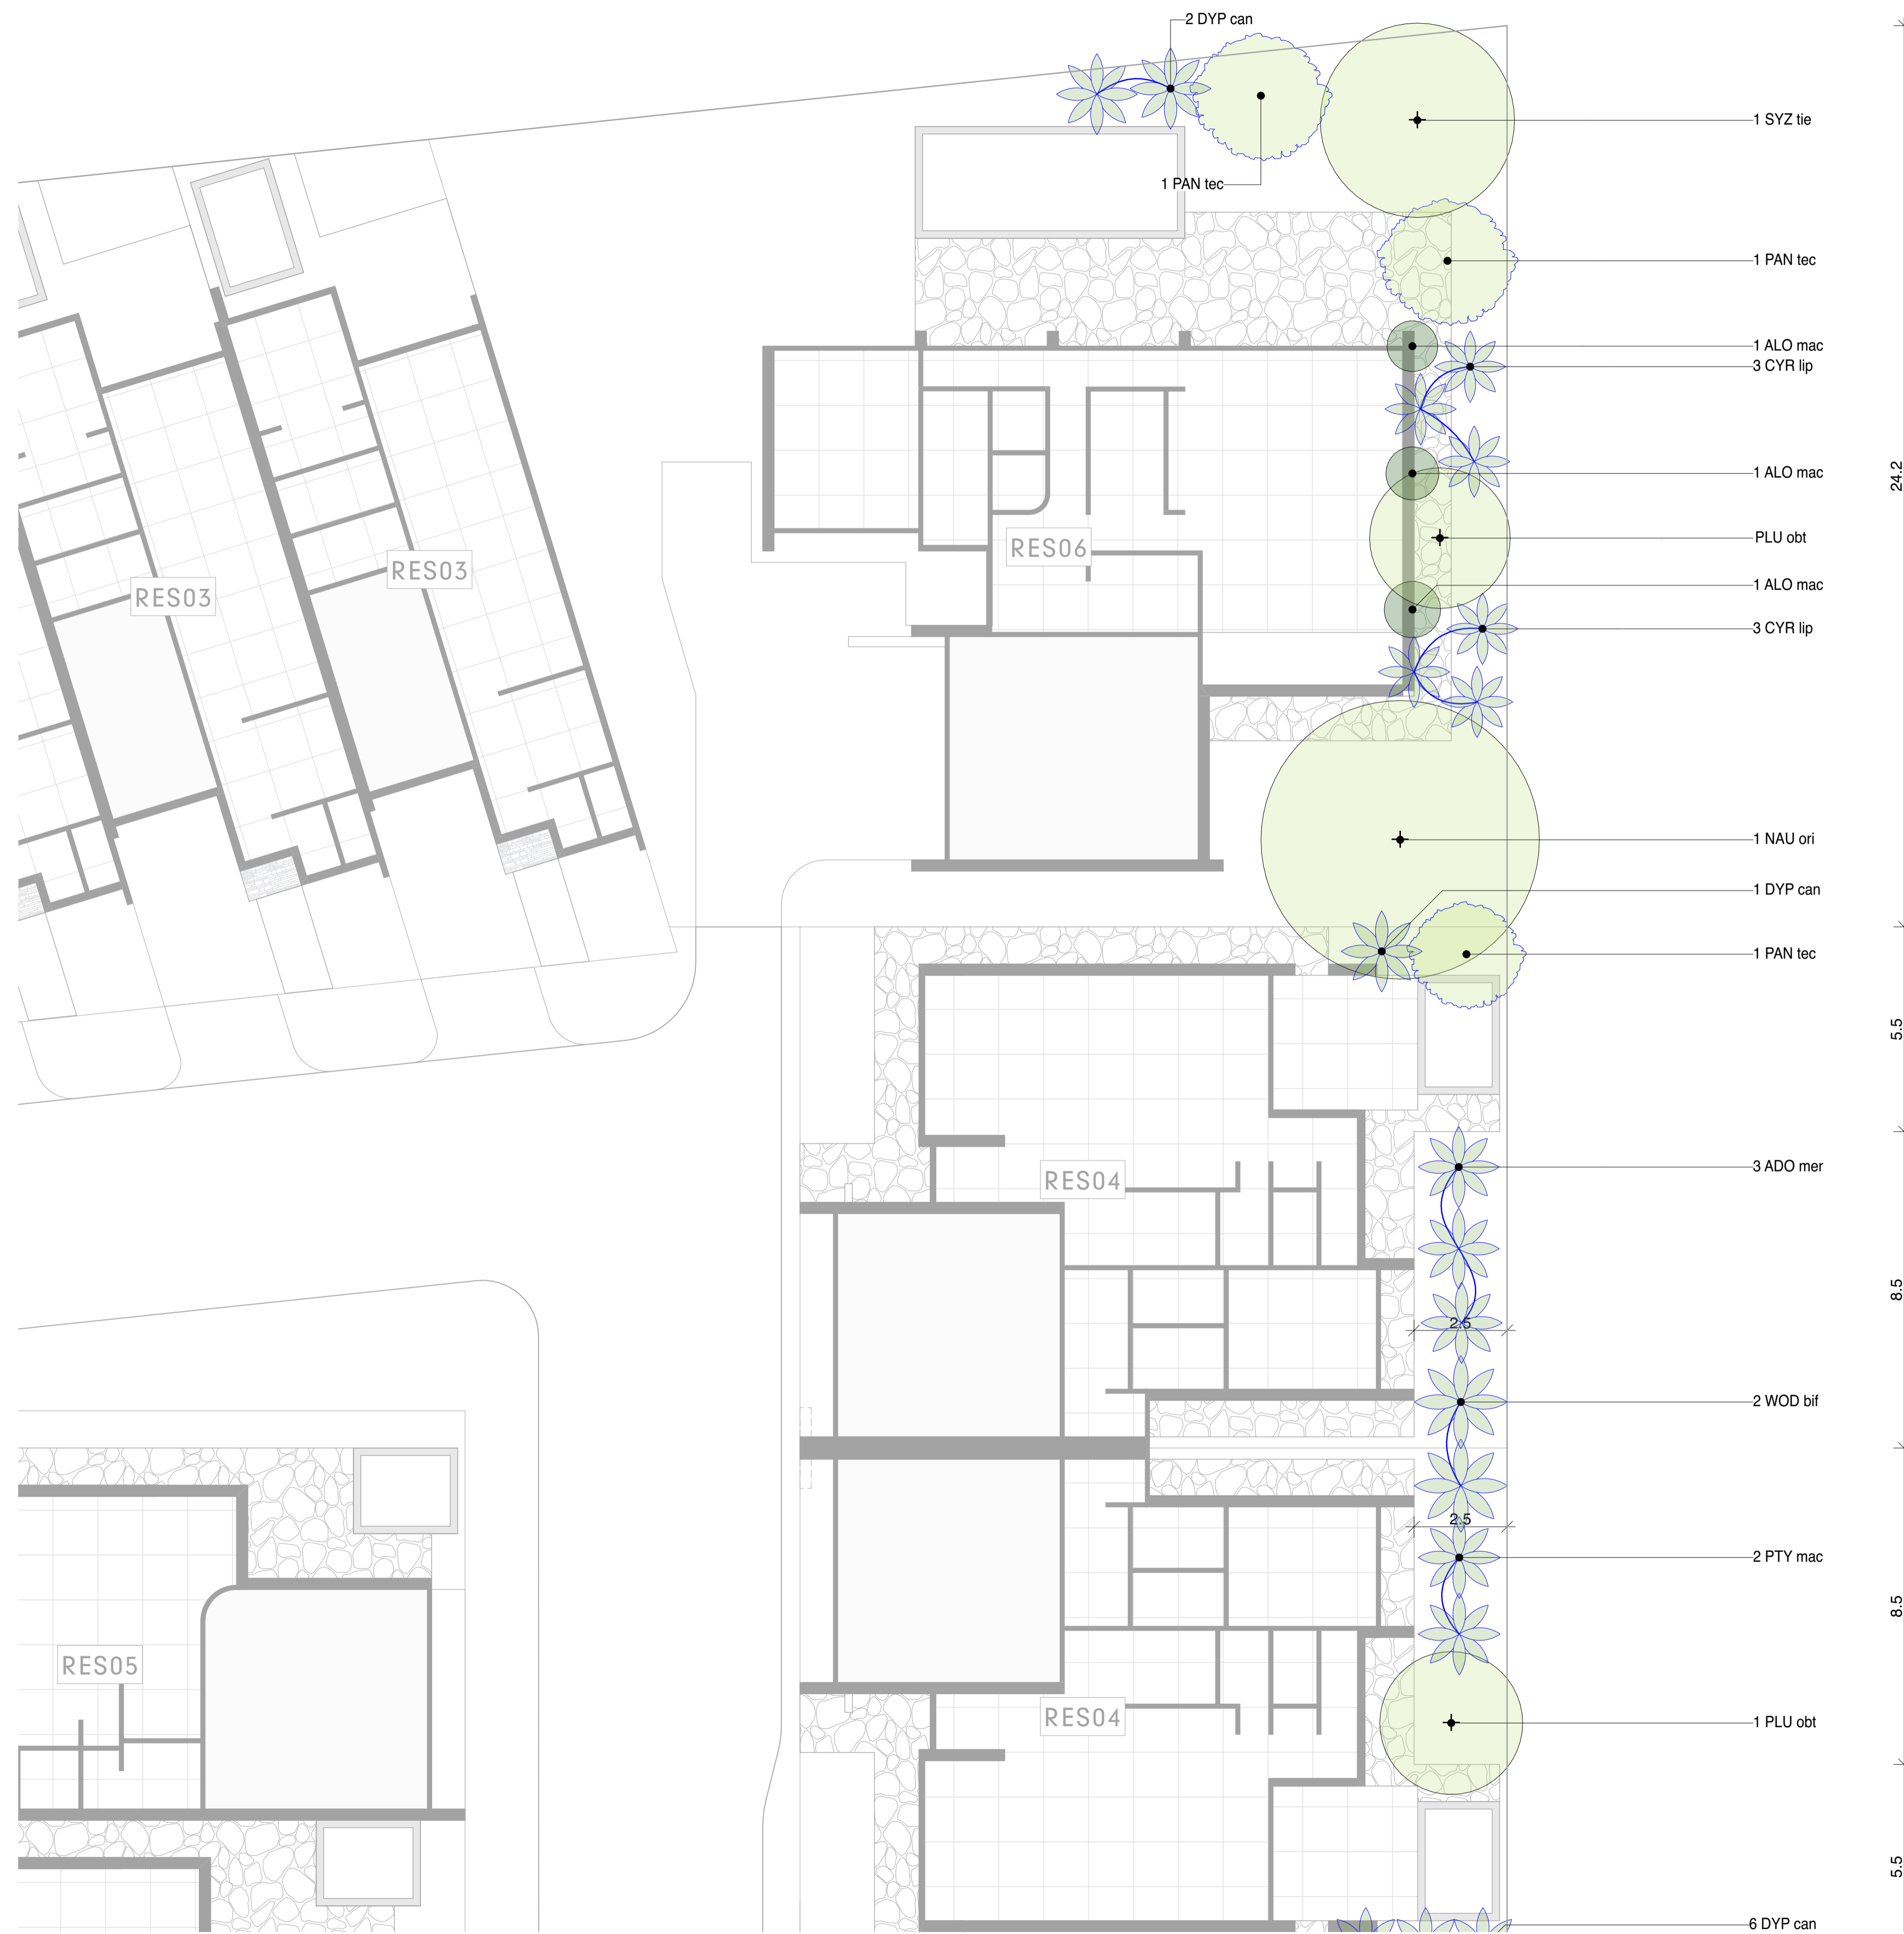 2 DYP can
1 SYZ tie
1 PAN tec
1 PAN tec
1 ALO mac
3 CYR lip
24.2
1 ALO mac
PLU obt
RES06
RES03
RES03
1 ALO mac
3 CYR lip
1 NAU ori
1 DYP can
1 PAN tec
5.5
3 ADO mer
RES04
8.5
2.5
2 WOD bif
2.5
2 PTY mac
8.5
RES05
RES04
1 PLU obt
5.5
6 DYP can